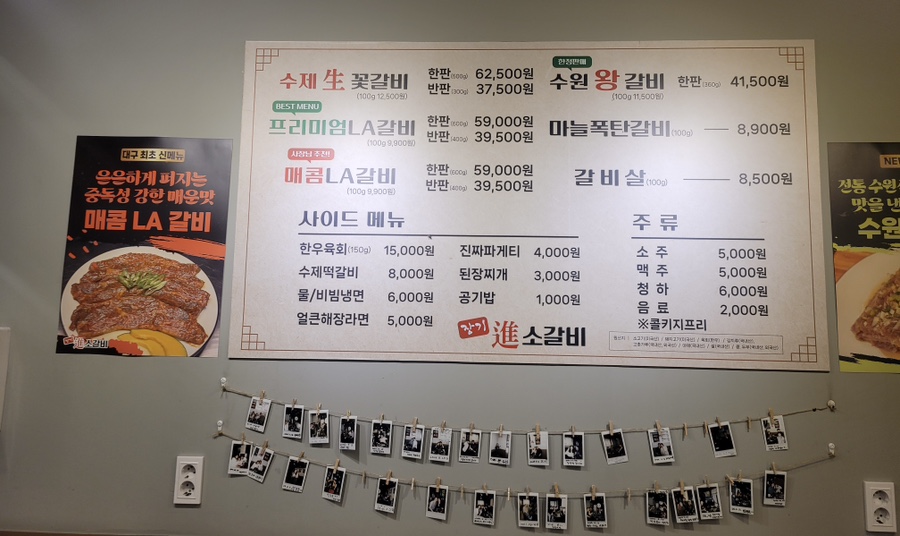 대구 최초 신메뉴
은은하게 퍼지는
중독성 강한 매운맛
매콤 LA 갈비
進소갈비
수제 生 꽃갈비 한판(500g) 62,500원
(100g 12,500원) 반판(300g) 37,500원
BEST MENU
프리미엄LA갈비 한판(600g) 59,000원
(100g 9,900원) 반판(400g) 39,500원
사장님 추천!
매콤LA갈비 한판(600g) 59,000원
(100g 9,900원) 반판(400g) 39,500원
한정판매
수원 왕 갈비 한판(360g) 41,500원
(100g 11,500원)
마늘폭탄갈비(100g) 8,900원
갈비살(100g) 8,500원
사이드 메뉴
한우육회(150g) 15,000원 진짜파게티 4,000원
수제떡갈비 8,000원 된장찌개 3,000원
물/비빔냉면 6,000원 공기밥 1,000원
얼큰해장라면 5,000원
주 류
소 주 5,000원
맥 주 5,000원
청 하 6,000원
음 료 2,000원
※콜키지프리
장기 進 소갈비
전통 수원
맛을 낸
수원